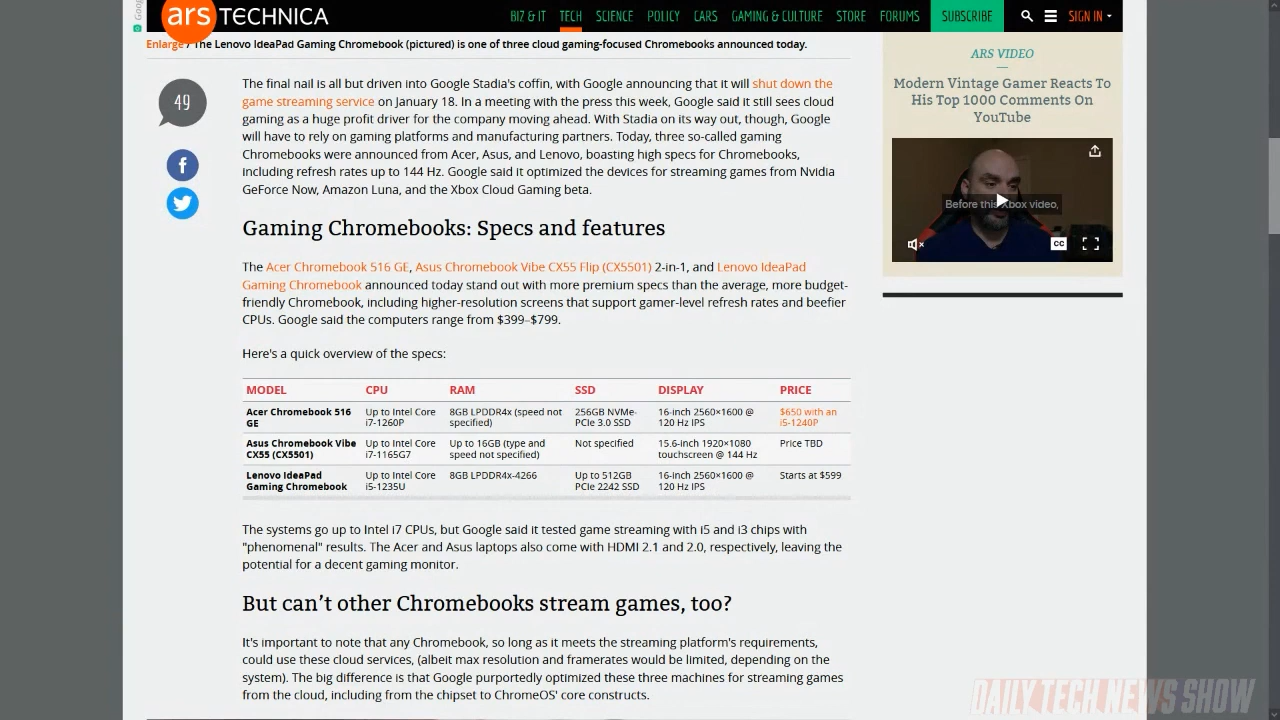 Goog
ars TECHNICA
BIZ & IT TECH SCIENCE POLICY CARS GAMING & CULTURE STORE FORUMS SUBSCRIBE SIGN IN
Enlarge / The Lenovo IdeaPad Gaming Chromebook (pictured) is one of three cloud gaming-focused Chromebooks announced today.
49
The final nail is all but driven into Google Stadia's coffin, with Google announcing that it will shut down the
game streaming service on January 18. In a meeting with the press this week, Google said it still sees cloud
gaming as a huge profit driver for the company moving ahead. With Stadia on its way out, though, Google
will have to rely on gaming platforms and manufacturing partners. Today, three so-called gaming
Chromebooks were announced from Acer, Asus, and Lenovo, boasting high specs for Chromebooks,
including refresh rates up to 144 Hz. Google said it optimized the devices for streaming games from Nvidia
GeForce Now, Amazon Luna, and the Xbox Cloud Gaming beta.
Gaming Chromebooks: Specs and features
The Acer Chromebook 516 GE, Asus Chromebook Vibe CX55 Flip (CX5501) 2-in-1, and Lenovo IdeaPad
Gaming Chromebook announced today stand out with more premium specs than the average, more budget-
friendly Chromebook, including higher-resolution screens that support gamer-level refresh rates and beefier
CPUs. Google said the computers range from $399–$799.
Here's a quick overview of the specs:
MODEL CPU RAM SSD DISPLAY PRICE
Acer Chromebook 516 Up to Intel Core 8GB LPDDR4x (speed not 256GB NVMe- 16-inch 2560×1600 @ $650 with an
GE i7-1260P specified) PCIe 3.0 SSD 120 Hz IPS i5-1240P
Asus Chromebook Vibe Up to Intel Core Up to 16GB (type and Not specified 15.6-inch 1920×1080 Price TBD
CX55 (CX5501) i7-1165G7 speed not specified) touchscreen @ 144 Hz
Lenovo IdeaPad Up to Intel Core 8GB LPDDR4x-4266 Up to 512GB 16-inch 2560×1600 @ Starts at $599
Gaming Chromebook i5-1235U PCIe 2242 SSD 120 Hz IPS
The systems go up to Intel i7 CPUs, but Google said it tested game streaming with i5 and i3 chips with
"phenomenal" results. The Acer and Asus laptops also come with HDMI 2.1 and 2.0, respectively, leaving the
potential for a decent gaming monitor.
But can't other Chromebooks stream games, too?
It's important to note that any Chromebook, so long as it meets the streaming platform's requirements,
could use these cloud services, (albeit max resolution and framerates would be limited, depending on the
system). The big difference is that Google purportedly optimized these three machines for streaming games
from the cloud, including from the chipset to ChromeOS' core constructs.
ARS VIDEO
Modern Vintage Gamer Reacts To
His Top 1000 Comments On
YouTube
Before this Xbox video,
CC
DAILY TECH NEWS SHOW